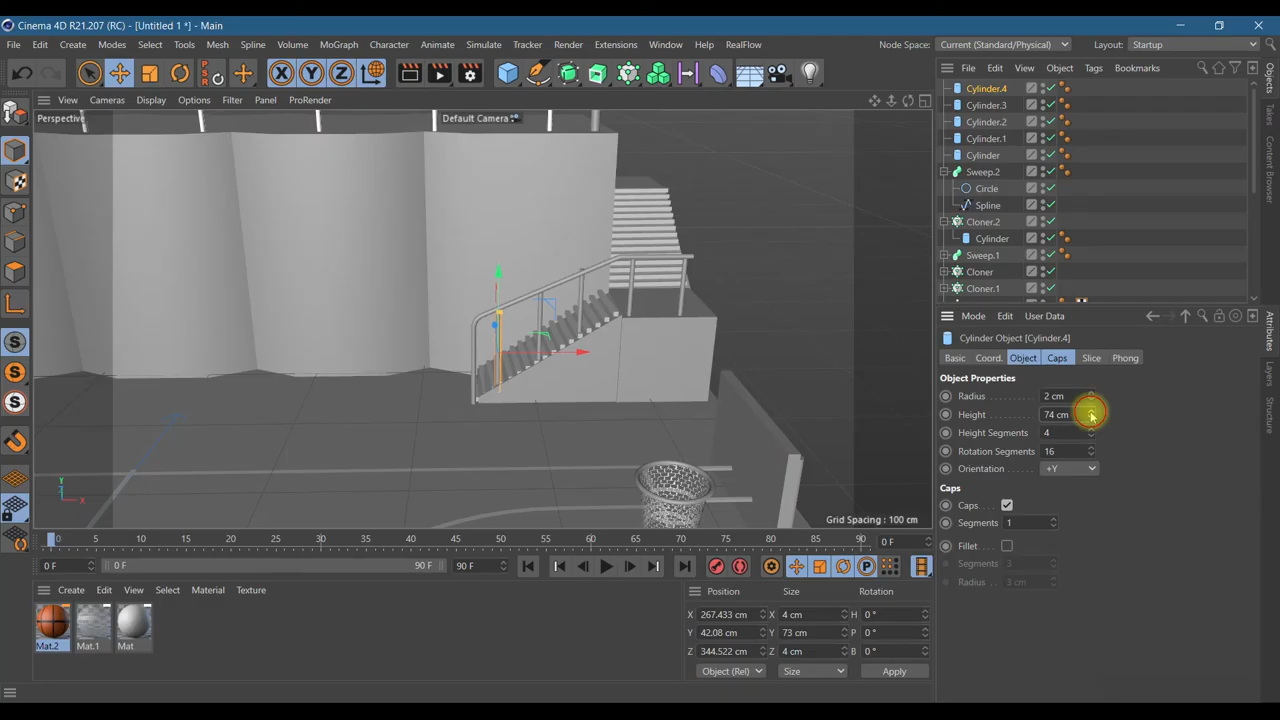 Cinema 4D R21.207 (RC) - [Untitled 1 *] - Main
File Edit Create Modes Select Tools Mesh Spline Volume MoGraph Character Animate Simulate Tracker Render Extensions Window Help RealFlow Node Space: Current (Standard/Physical) Layout: Startup
PSR X Y Z
File Edit View Object Tags Bookmarks
View Cameras Display Options Filter Panel ProRender
Perspective Default Camera
Cylinder.4
Cylinder.3
Cylinder.2
Cylinder.1
Cylinder
Sweep.2
Circle
Spline
Cloner.2
Cylinder
Sweep.1
Cloner
Cloner.1
Objects
Takes
Content Browser
Attributes
Layers
Structure
Mode Edit User Data
Cylinder Object [Cylinder.4]
Basic Coord. Object Caps Slice Phong
Object Properties
Radius 2 cm
Height 74 cm
Height Segments 4
Rotation Segments 16
Orientation +Y
Caps
Caps. ✓
Segments 1
Fillet
Segments 3
Radius 3 cm
Y
Z
X
Grid Spacing : 100 cm
0 5 10 15 20 25 30 35 40 45 50 55 60 65 70 75 80 85 90 0 F
0 F 0 F 90 F 90 F
Create Edit View Select Material Texture
Mat.2 Mat.1 Mat
Position Size Rotation
X 267.433 cm X 4 cm H 0 °
Y 42.08 cm Y 73 cm P 0 °
Z 344.522 cm Z 4 cm B 0 °
Object (Rel) Size Apply